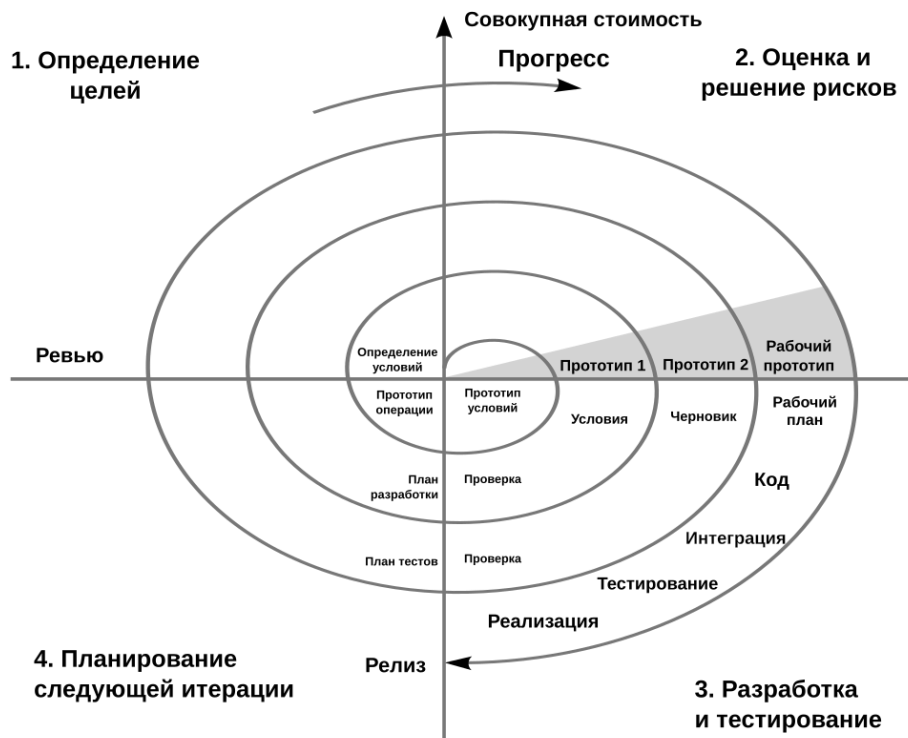 Совокупная стоимость
1. Определение
целей
Прогресс
2. Оценка и
решение рисков
Ревью
Определение
условий
Прототип 1
Прототип 2
Рабочий
прототип
Прототип
операции
Прототип
условий
Условия
Черновик
Рабочий
план
План
разработки
Проверка
Код
План тестов
Проверка
Интеграция
Тестирование
Реализация
Релиз
4. Планирование
следующей итерации
3. Разработка
и тестирование